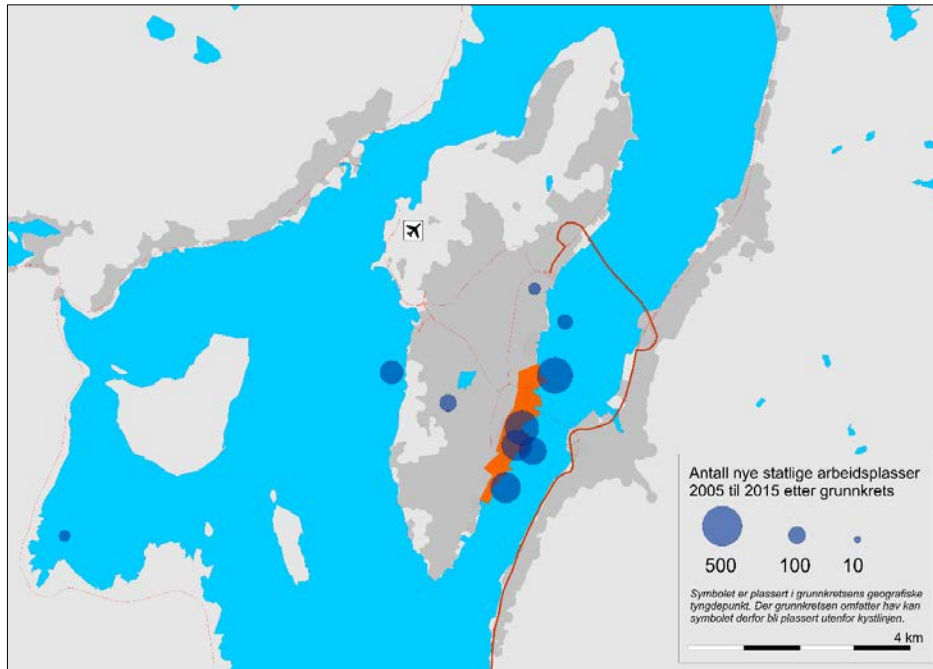 Antall nye statlige arbeidsplasser
2005 til 2015 etter grunnkrets
500 100 10
Symbolet er plassert i grunnkretsens geografiske
tyngdepunkt. Der grunnkretsen omfatter hav kan
symbolet derfor bli plassert utenfor kystlinjen.
4 km